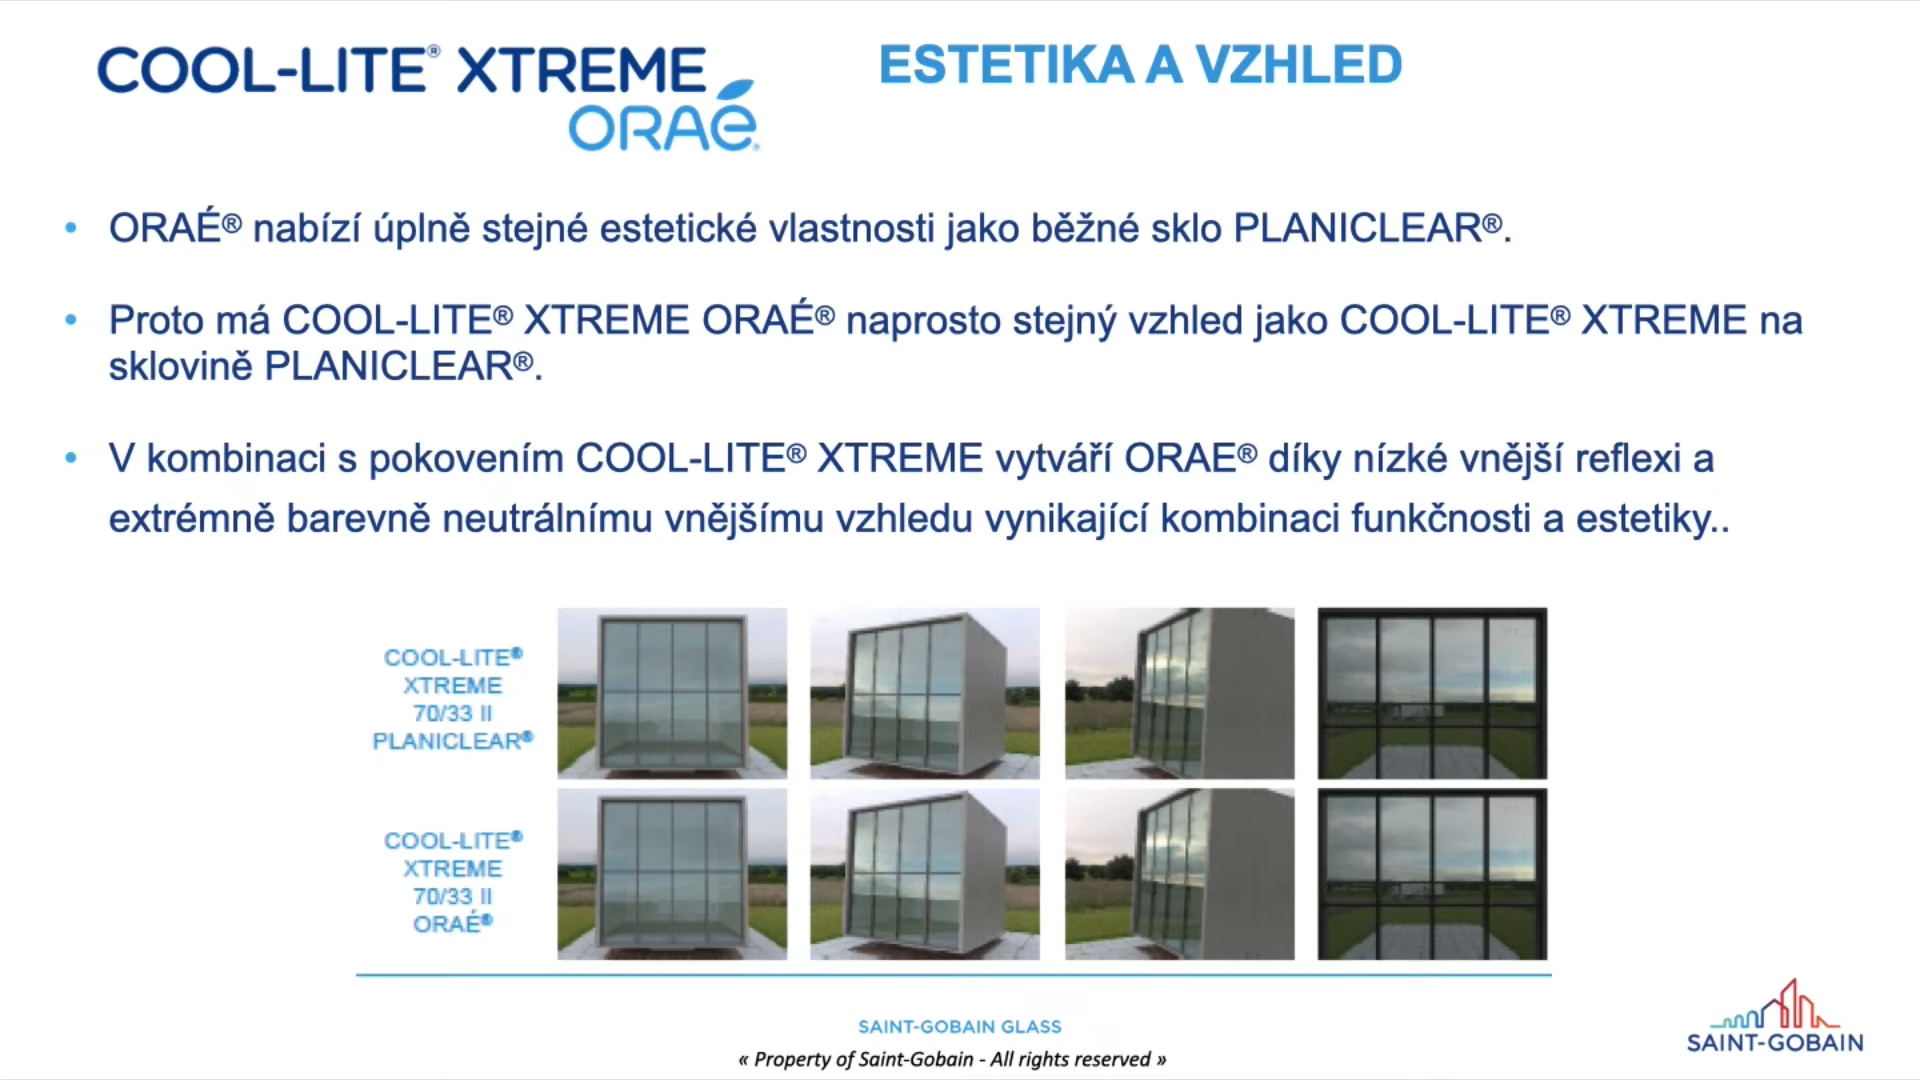 COOL-LITE® XTREME
ORAÉ®
ESTETIKA A VZHLED
• ORAÉ® nabízí úplně stejné estetické vlastnosti jako běžné sklo PLANICLEAR®.
• Proto má COOL-LITE® XTREME ORAÉ® naprosto stejný vzhled jako COOL-LITE® XTREME na
sklovině PLANICLEAR®.
• V kombinaci s pokovením COOL-LITE® XTREME vytváří ORAE® díky nízké vnější reflexi a
extrémně barevně neutrálnímu vnějšímu vzhledu vynikající kombinaci funkčnosti a estetiky..
COOL-LITE®
XTREME
70/33 II
PLANICLEAR®
COOL-LITE®
XTREME
70/33 II
ORAÉ®
SAINT-GOBAIN GLASS
« Property of Saint-Gobain - All rights reserved »
SAINT-GOBAIN